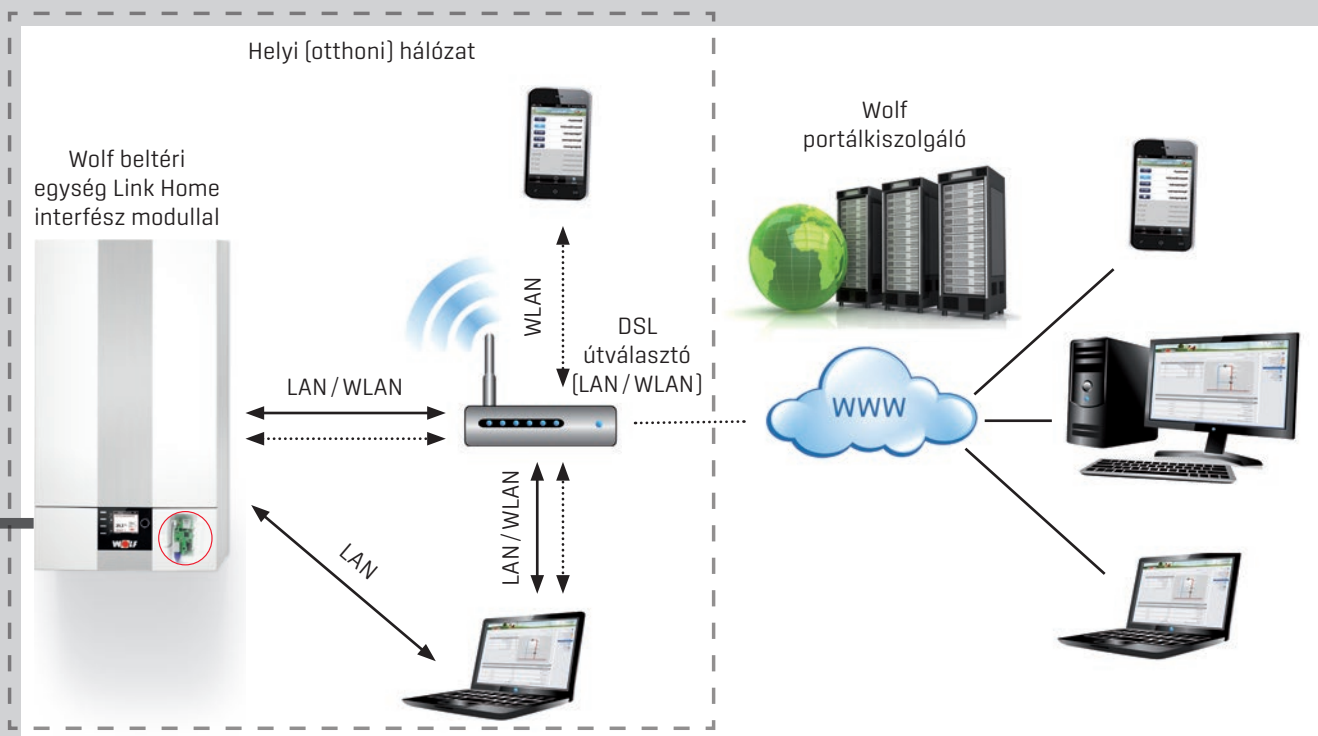 Helyi (otthoni) hálózat
Wolf beltéri
egység Link Home
interfész modullal
Wolf
portálkiszolgáló
WLAN
DSL
útválasztó
(LAN / WLAN)
LAN / WLAN
WWW
LAN / WLAN
LAN
WOLF